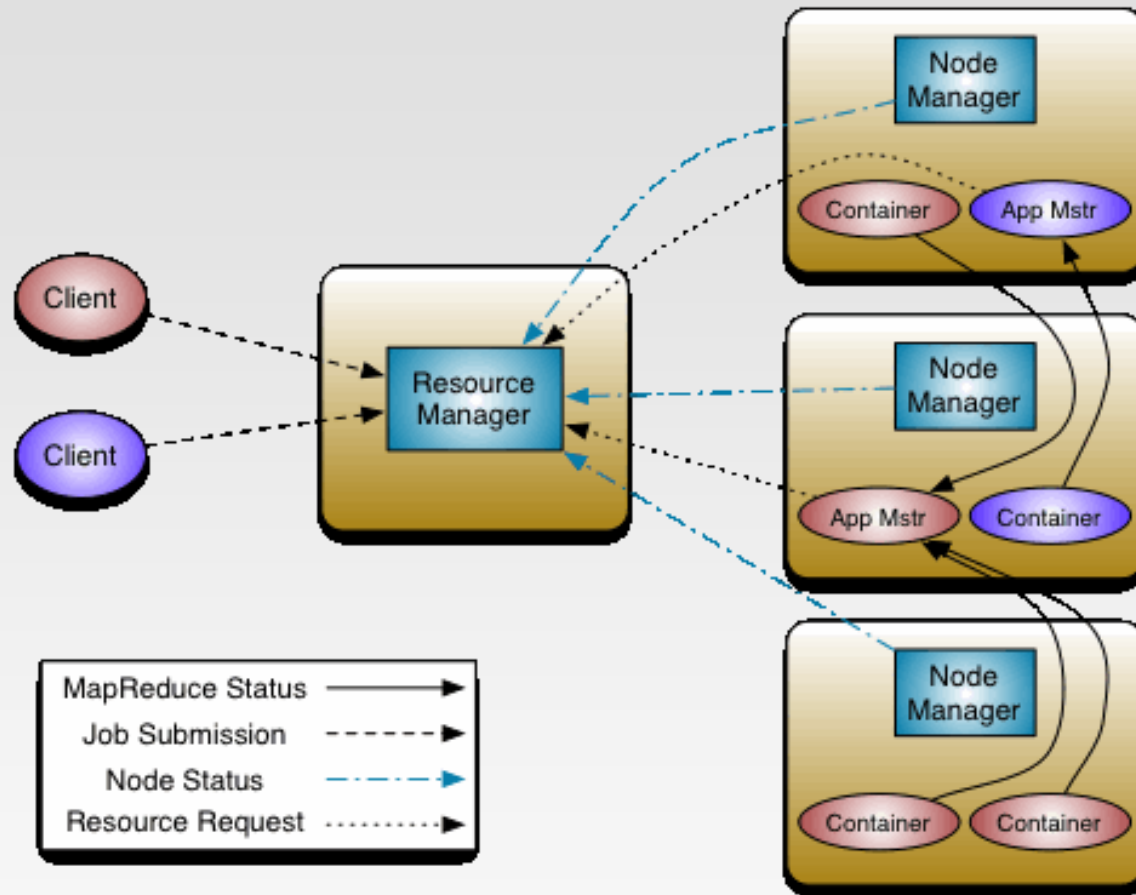 Node
Manager
Container
App Mstr
Client
Client
Resource
Manager
Node
Manager
App Mstr
Container
Node
Manager
Container
Container
MapReduce Status
Job Submission
Node Status
Resource Request